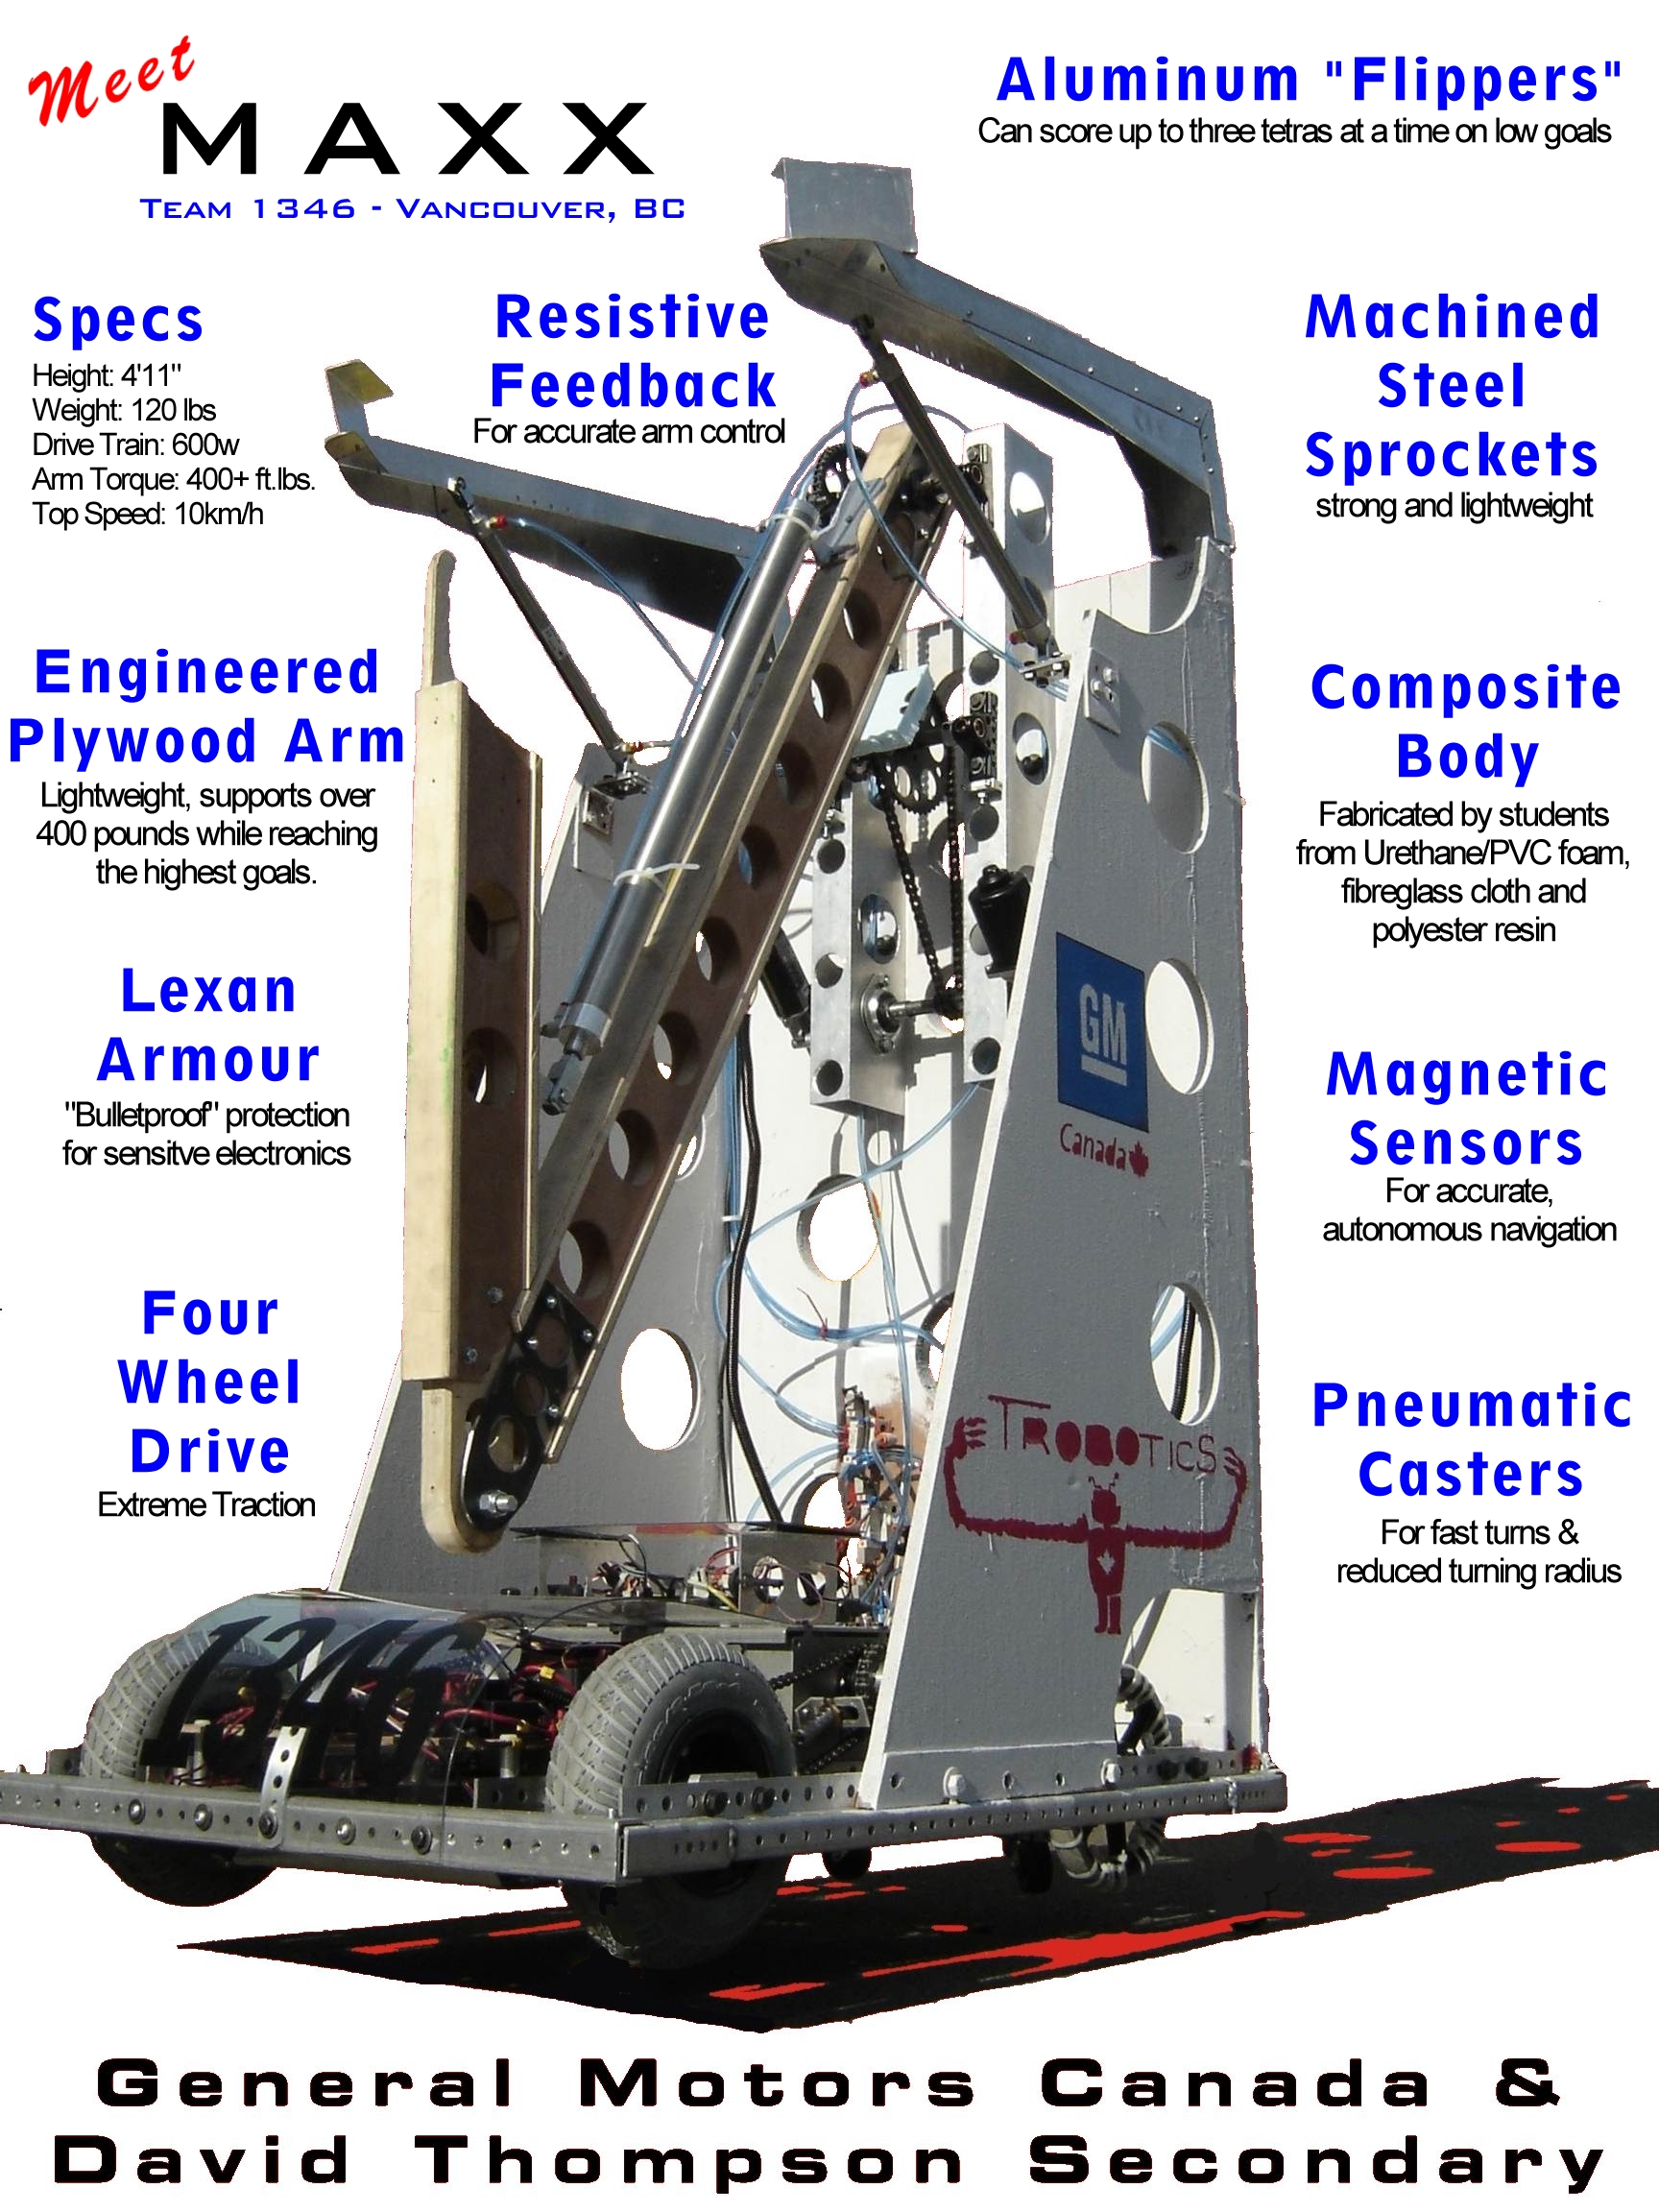 Meet
MAXX
Team 1346 - Vancouver, BC
Aluminum "Flippers"
Can score up to three tetras at a time on low goals
Specs
Height: 4'11"
Weight: 120 lbs
Drive Train: 600w
Arm Torque: 400+ ft.lbs.
Top Speed: 10km/h
Resistive
Feedback
For accurate arm control
Machined
Steel
Sprockets
strong and lightweight
Engineered
Plywood Arm
Lightweight, supports over
400 pounds while reaching
the highest goals.
Composite
Body
Fabricated by students
from Urethane/PVC foam,
fibreglass cloth and
polyester resin
Lexan
Armour
"Bulletproof" protection
for sensitve electronics
GM
Canada
Magnetic
Sensors
For accurate,
autonomous navigation
Four
Wheel
Drive
Extreme Traction
Pneumatic
Casters
For fast turns &
reduced turning radius
TROBOTICS
1346
General Motors Canada &
David Thompson Secondary